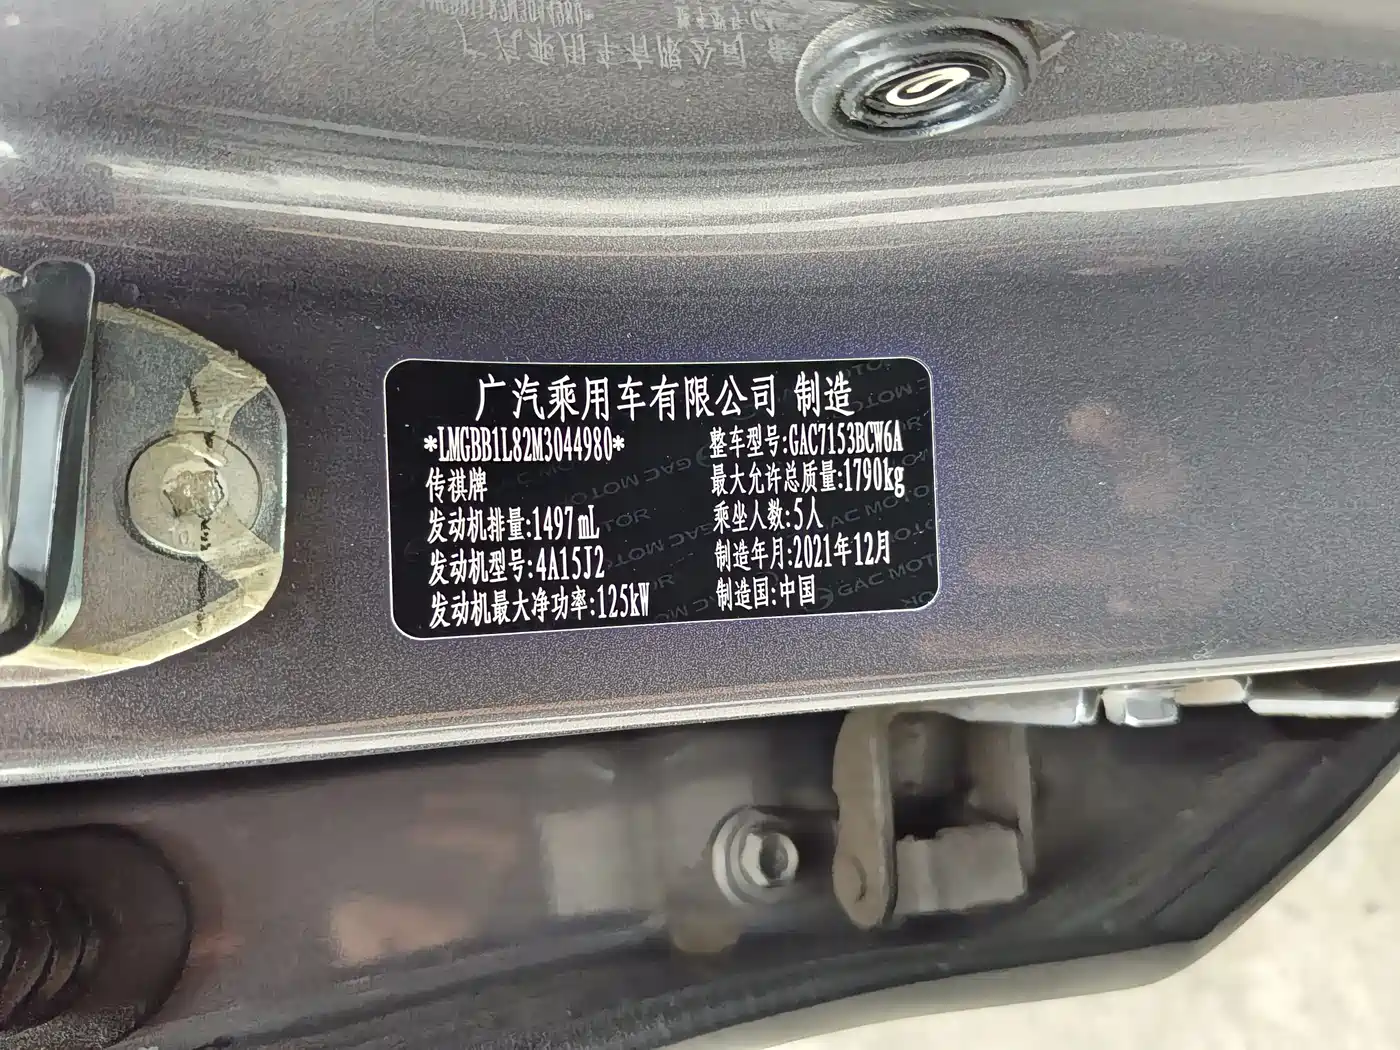 广汽乘用车有限公司 制造
*LMGBB1L82M3044980*
整车型号:GAC7153BCW6A
传祺牌
最大允许总质量:1790kg
发动机排量:1497mL
乘坐人数:5人
发动机型号:4A15J2
制造年月:2021年12月
发动机最大净功率:125kW
制造国:中国
GAC MOTOR